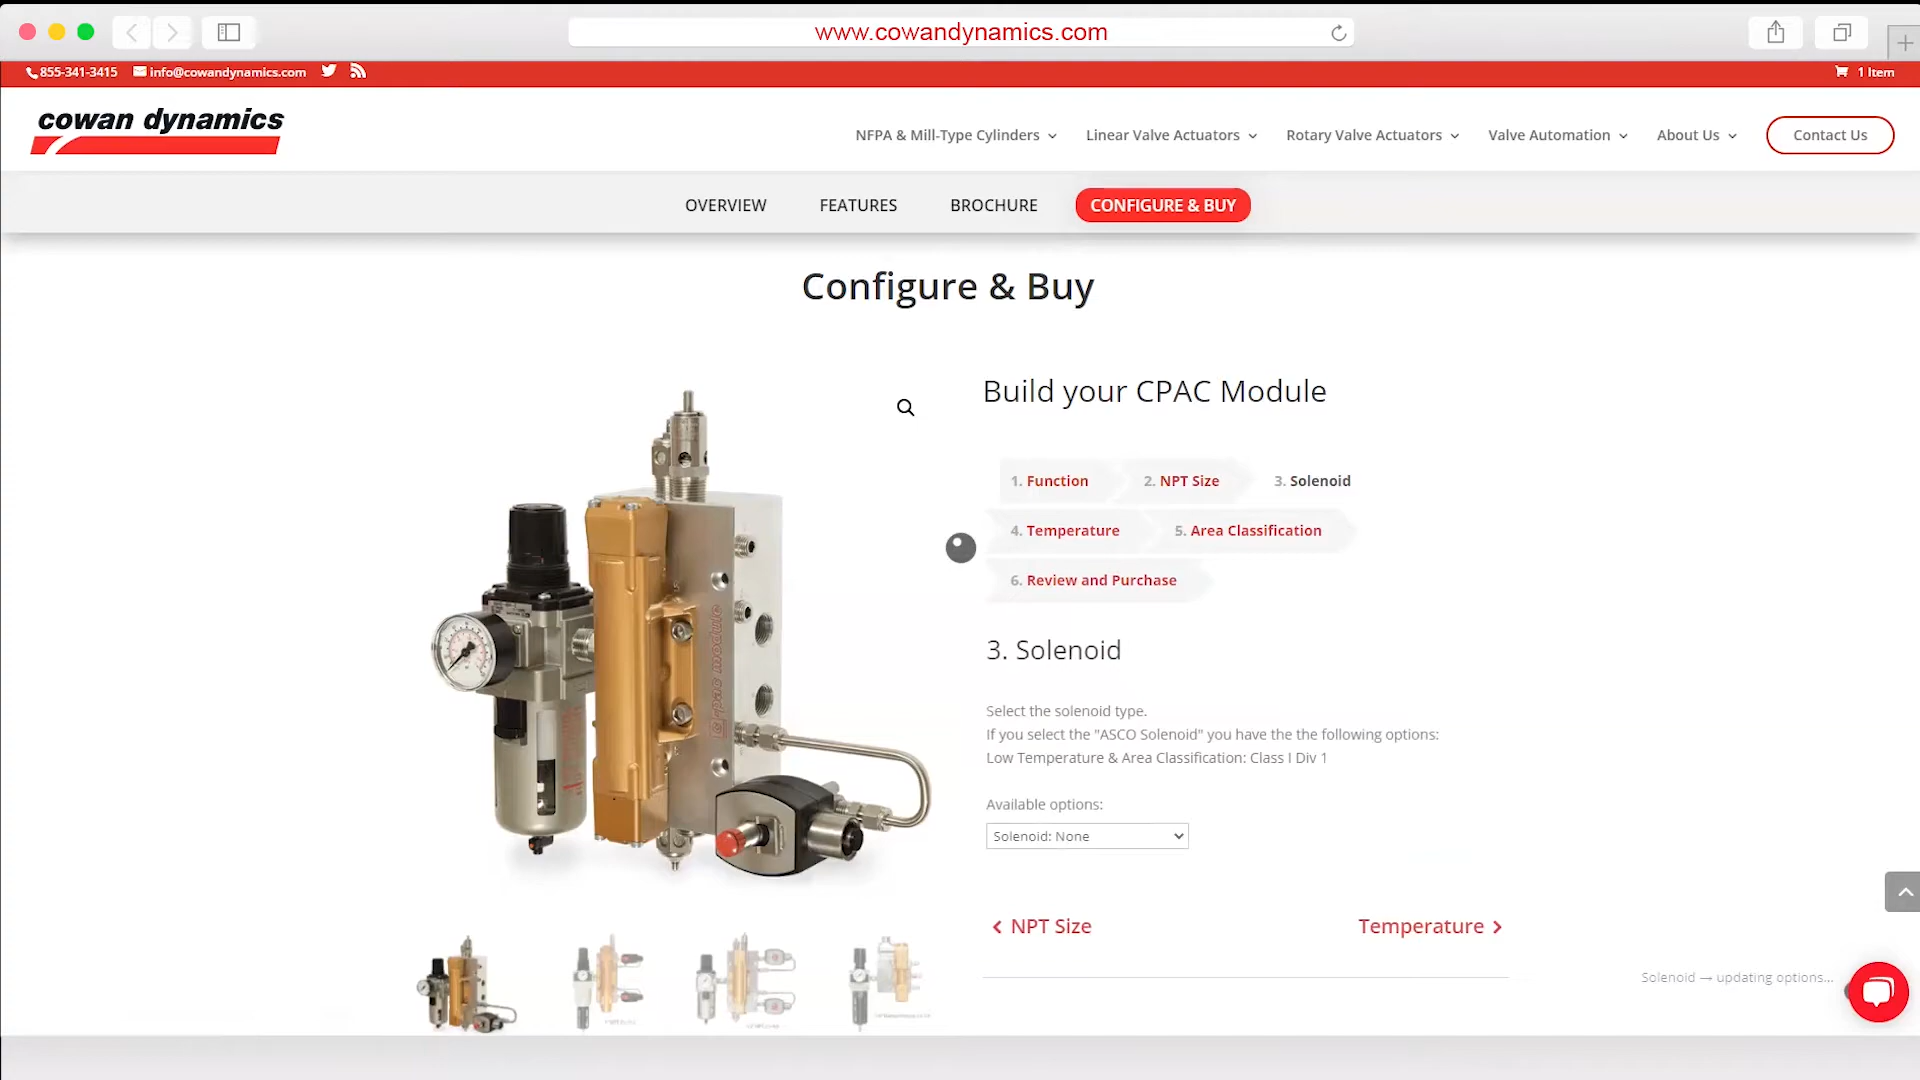 www.cowandynamics.com
855-341-3415 info@cowandynamics.com 1 Item
cowan dynamics
NFPA & Mill-Type Cylinders Linear Valve Actuators Rotary Valve Actuators Valve Automation About Us Contact Us
OVERVIEW FEATURES BROCHURE CONFIGURE & BUY
Configure & Buy
Build your CPAC Module
1. Function 2. NPT Size 3. Solenoid
4. Temperature 5. Area Classification
6. Review and Purchase
3. Solenoid
Select the solenoid type.
If you select the "ASCO Solenoid" you have the the following options:
Low Temperature & Area Classification: Class I Div 1
Available options:
Solenoid: None
NPT Size Temperature
Solenoid → updating options...